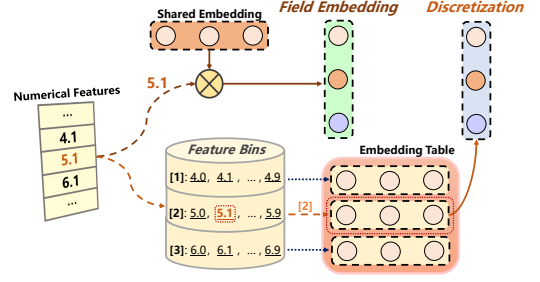 Field Embedding
Discretization
Shared Embedding
5.1
Numerical Features
...
4.1
5.1
6.1
...
Feature Bins
Embedding Table
[1]: 4.0, 4.1, ..., 4.9
[2]: 5.0, 5.1, ..., 5.9
[2]
[3]: 6.0, 6.1, ..., 6.9